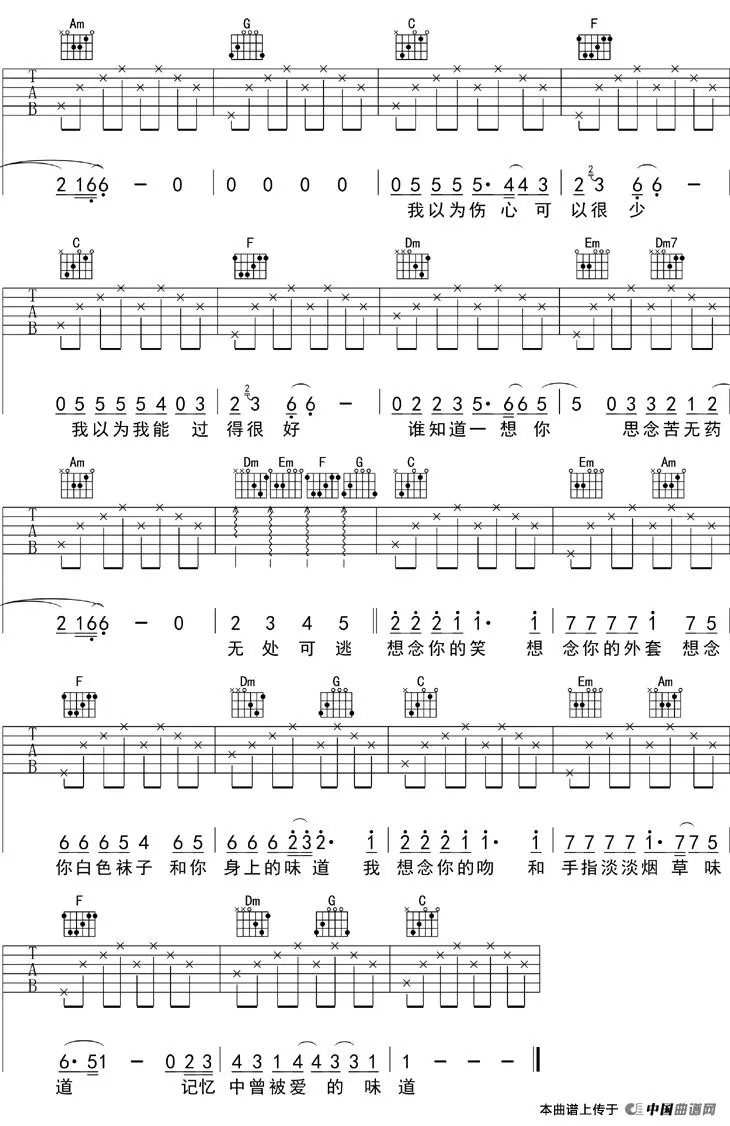 Am G C F
T A B
2 1 6 6 – 0 0 0 0 0 0 5 5 5 5· 4 4 3 2 ²3 6 6 –
我以为伤心可以很少
C F Dm Em Dm7
T A B
0 5 5 5 5 4 0 3 2 ²3 6 6 – 0 2 2 2 3 5· 6 6 5 5 0 3 3 3 2 1 2
我以为我能过得很好 谁知道一想你 思念苦无药
Am Dm Em F G C Em Am
T A B
2 1 6 6 – 0 2 3 4 5 2 2 2 1 1· 1 7 7 7 7 1 7 5
无处可逃 想念你的笑 想念你的外套 想念
F Dm G C Em Am
T A B
6 6 6 5 4 6 5 6 6 6 2 3 2· 1 2 2 2 1 1· 1 7 7 7 7 1· 7 7 5
你白色袜子 和你身上的味道 我想念你的吻 和手指淡淡烟草味
F Dm G C
T A B
6· 5 1 – 0 2 3 4 3 1 4 4 3 3 1 1 – – –
道 记忆中曾被爱的味道
本曲谱上传于 中国曲谱网